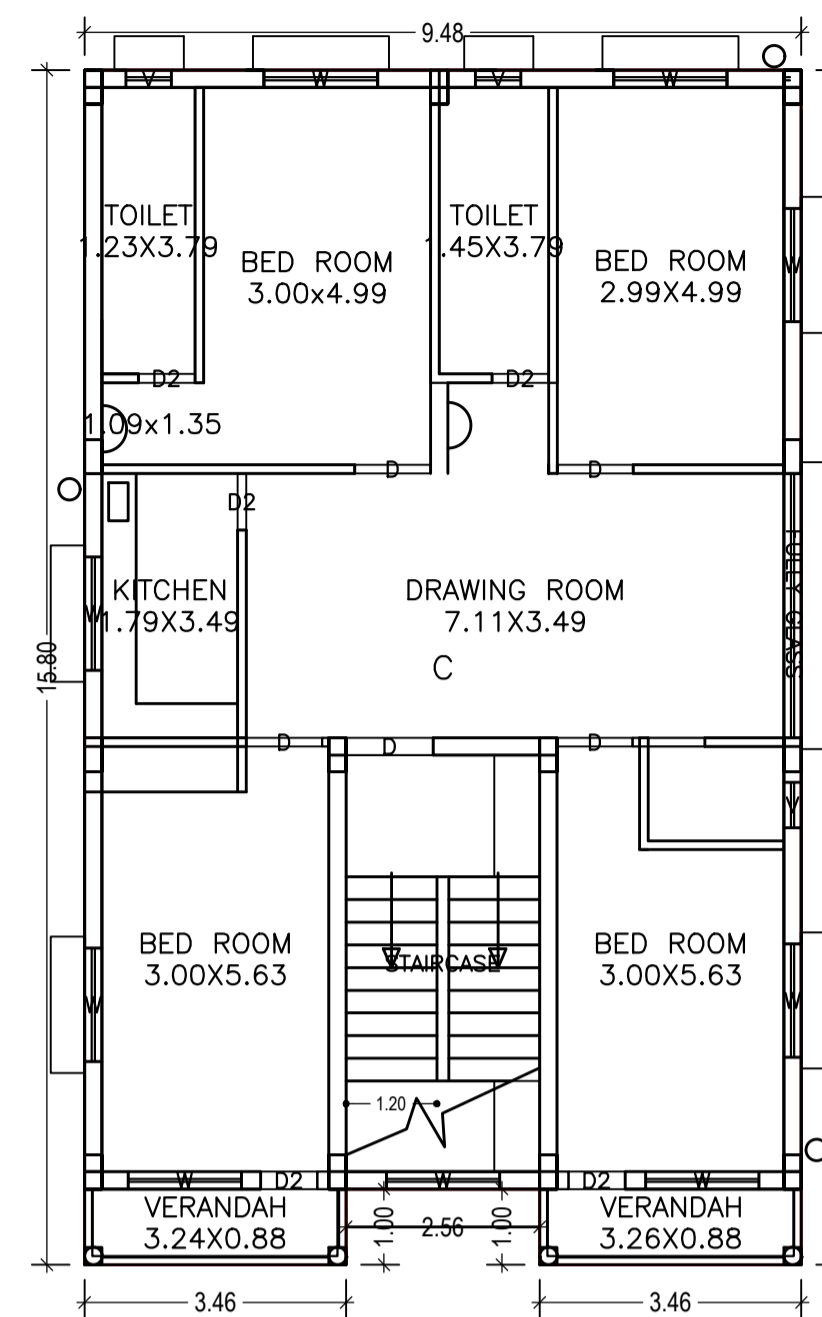 9.48
V
W
V
W
TOILET
1.23X3.79
BED ROOM
3.00x4.99
TOILET
1.45X3.79
BED ROOM
2.99X4.99
W
D2
D2
1.09x1.35
D
D
D2
KITCHEN
1.79X3.49
W
DRAWING ROOM
7.11X3.49
C
FULLY GLASS
15.80
D
D
D
V
BED ROOM
3.00X5.63
W
STAIRCASE
BED ROOM
3.00X5.63
W
1.20
W
D2
W
D2
W
VERANDAH
3.24X0.88
1.00
2.56
1.00
VERANDAH
3.26X0.88
3.46
3.46